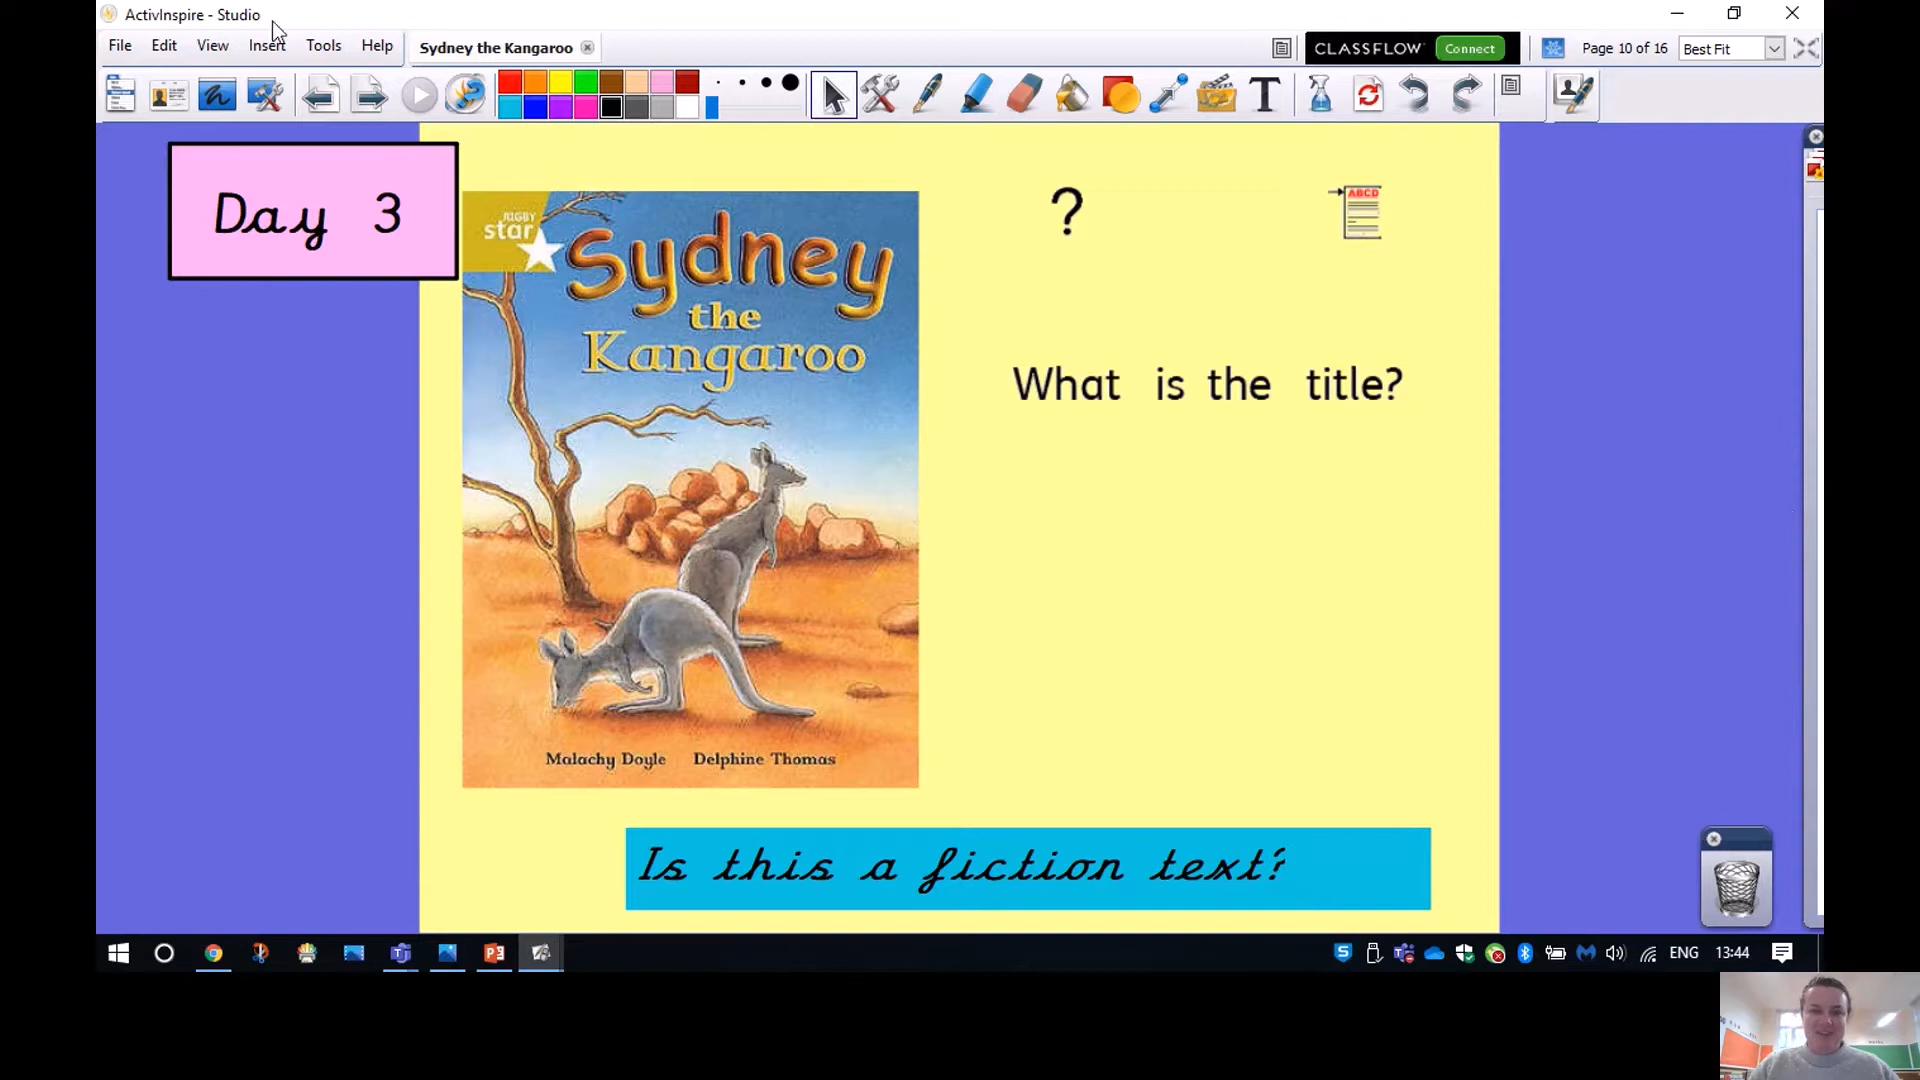 ActivInspire - Studio
File Edit View Insert Tools Help
Sydney the Kangaroo
CLASSFLOW Connect
Page 10 of 16
Best Fit
T
Day 3
RIGBY
star
Sydney
the
Kangaroo
Malachy Doyle Delphine Thomas
?
ABCD
What is the title?
Is this a fiction text?
ENG 13:44